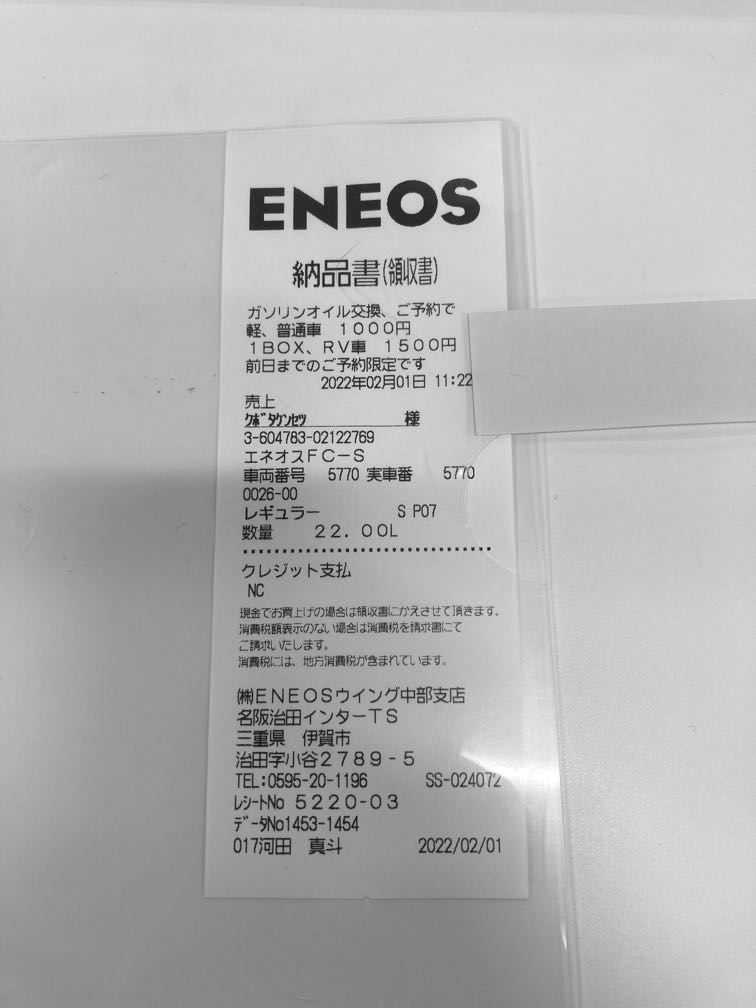 ENEOS
納品書(領収書)
ガソリンオイル交換、ご予約で
軽、普通車 1000円
1BOX、RV車 1500円
前日までのご予約限定です
2022年02月01日 11:22
売上
クボタケンセツ 様
3-604783-02122769
エネオスFC-S
車両番号 5770 実車番 5770
0026-00
レギュラー S P07
数量 22.00L
クレジット支払
NC
現金でお買上げの場合は領収書にかえさせて頂きます。
消費税額表示のない場合は消費税を請求書にて
ご請求いたします。
消費税には、地方消費税が含まれています。
㈱ENEOSウイング中部支店
名阪治田インターTS
三重県 伊賀市
治田字小谷2789-5
TEL:0595-20-1196 SS-024072
レシートNo 5220-03
データNo1453-1454
017河田 真斗 2022/02/01